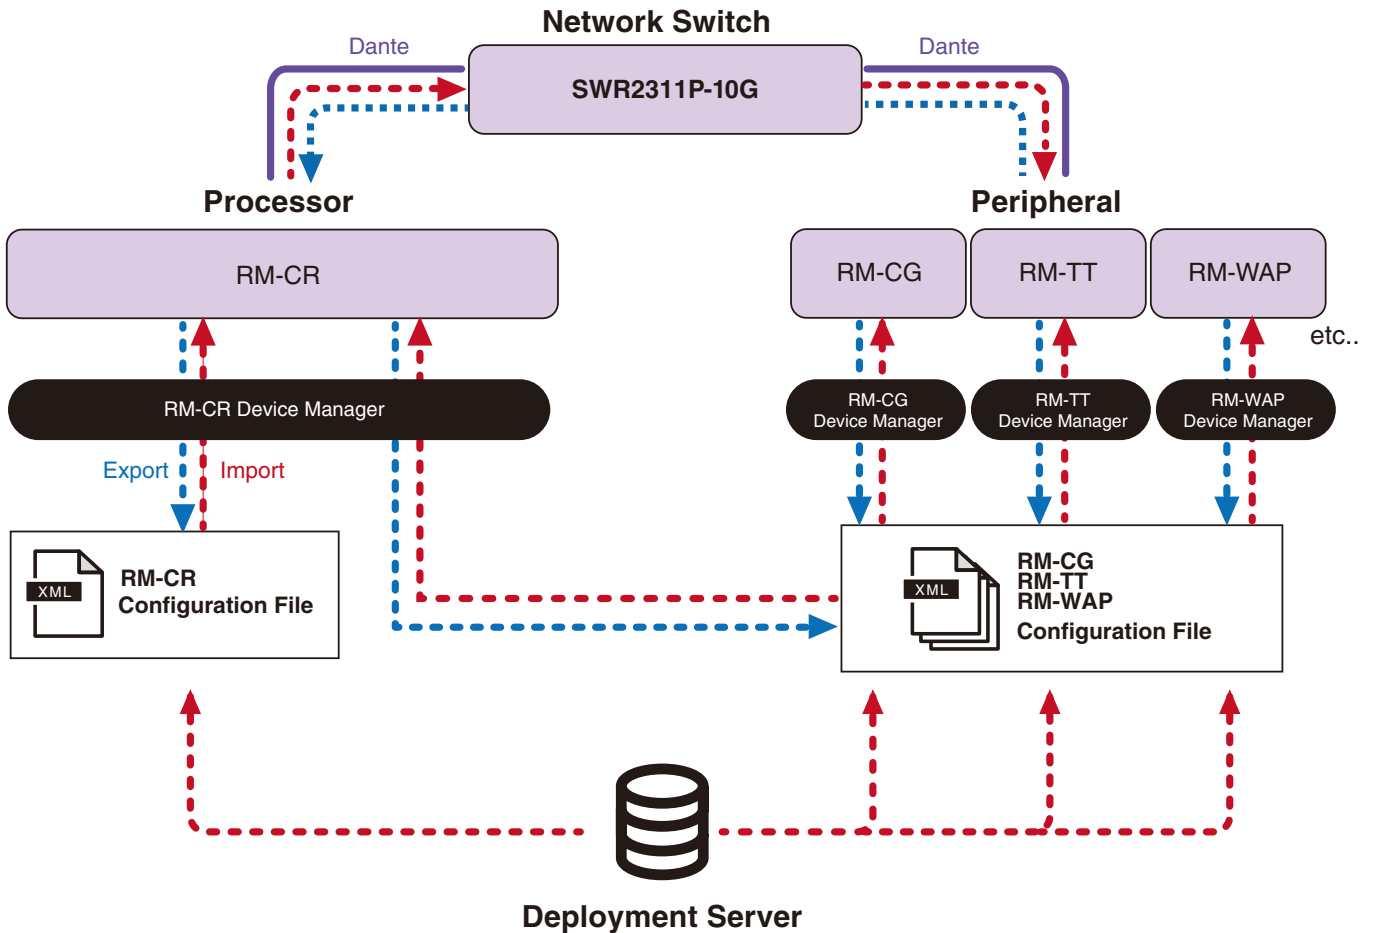 Network Switch
Dante
Dante
SWR2311P-10G
Processor
Peripheral
RM-CR
RM-CG
RM-TT
RM-WAP
etc..
RM-CR Device Manager
RM-CG
Device Manager
RM-TT
Device Manager
RM-WAP
Device Manager
Export
Import
XML
RM-CR
Configuration File
XML
RM-CG
RM-TT
RM-WAP
Configuration File
Deployment Server